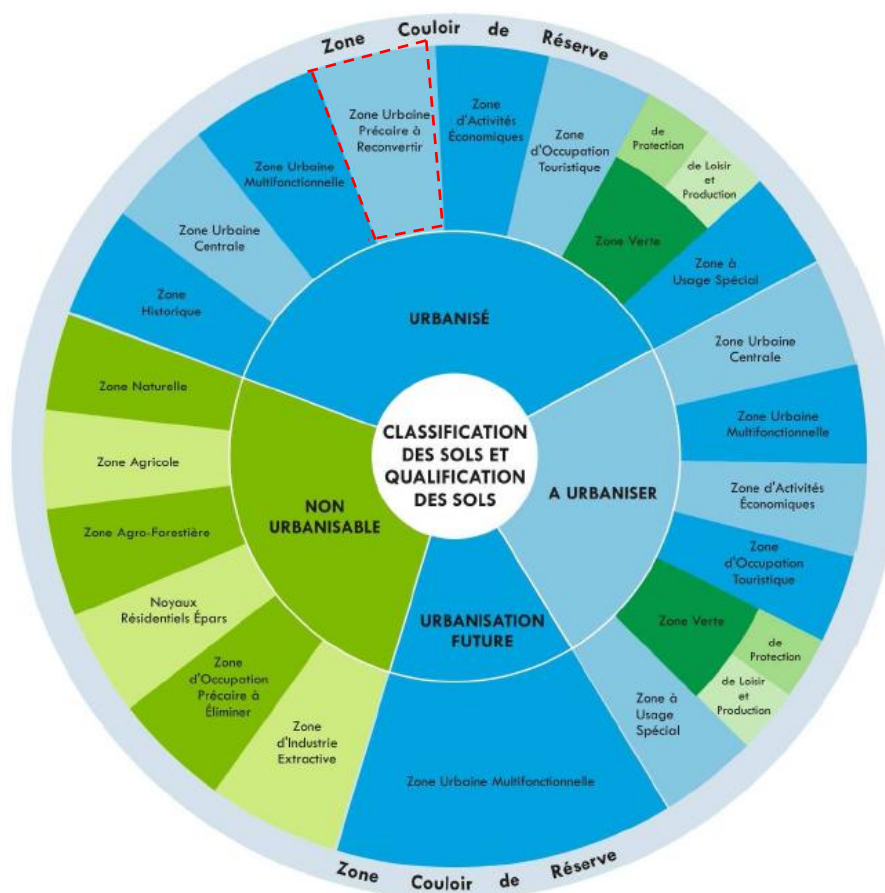 Zone Couloir de Réserve
Zone Urbaine
Précaire à
Reconvertir
Zone
d'Activités
Économiques
Zone
d'Occupation
Touristique
de
Protection
de Loisir
et
Production
Zone Verte
Zone à
Usage Spécial
Zone Urbaine
Multifonctionnelle
Zone Urbaine
Centrale
Zone
Historique
URBANISÉ
CLASSIFICATION
DES SOLS ET
QUALIFICATION
DES SOLS
A URBANISER
Zone Urbaine
Centrale
Zone Urbaine
Multifonctionnelle
Zone d'Activités
Économiques
Zone
d'Occupation
Touristique
Zone Verte
de
Protection
de Loisir
et
Production
Zone à
Usage
Spécial
URBANISATION
FUTURE
Zone Urbaine Multifonctionnelle
NON
URBANISABLE
Zone Naturelle
Zone Agricole
Zone Agro-Forestière
Noyaux
Résidentiels Épars
Zone
d'Occupation
Précaire à
Éliminer
Zone
d'Industrie
Extractive
Zone Couloir de Réserve